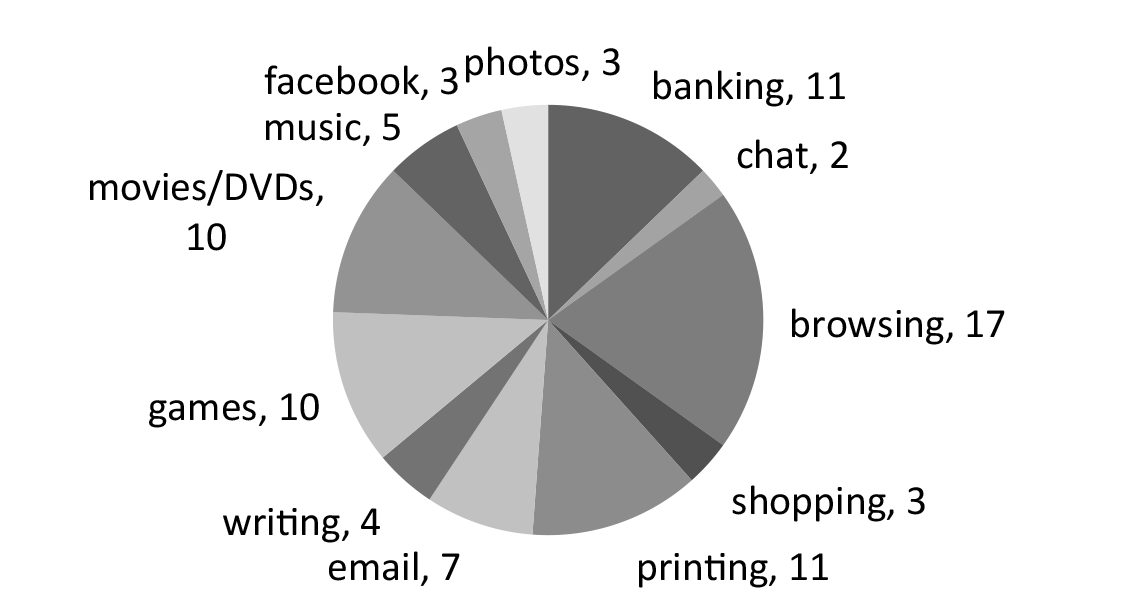 photos, 3
banking, 11
chat, 2
browsing, 17
shopping, 3
printing, 11
email, 7
writing, 4
games, 10
movies/DVDs,
10
music, 5
facebook, 3